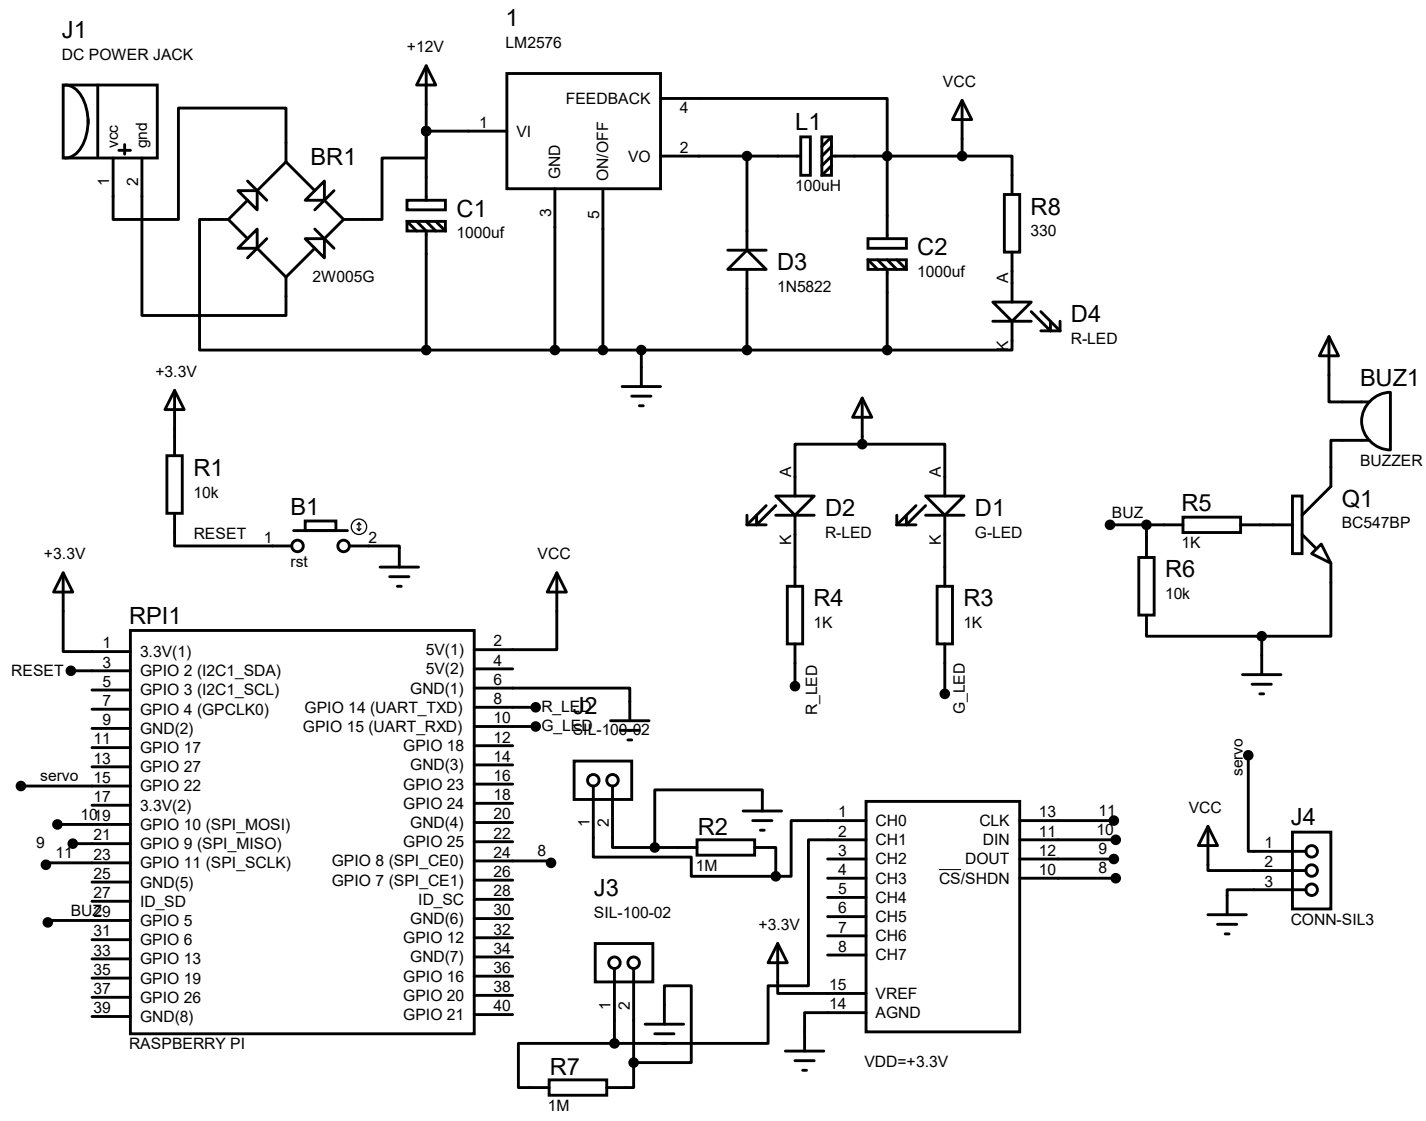 J1
DC POWER JACK
vcc
gnd
+
1
2
BR1
2W005G
+12V
C1
1000uf
1
LM2576
1
VI
FEEDBACK
4
VO
2
GND
3
ON/OFF
5
L1
100uH
VCC
D3
1N5822
C2
1000uf
R8
330
A
D4
R-LED
K
+3.3V
R1
10k
RESET
B1
1
2
rst
A
D2
R-LED
K
R4
1K
R_LED
A
D1
G-LED
K
R3
1K
G_LED
BUZ1
BUZZER
BUZ
R5
1K
R6
10k
Q1
BC547BP
+3.3V
VCC
RPI1
1 3.3V(1)
RESET 3 GPIO 2 (I2C1_SDA)
5 GPIO 3 (I2C1_SCL)
7 GPIO 4 (GPCLK0)
9 GND(2)
11 GPIO 17
13 GPIO 27
servo 15 GPIO 22
17 3.3V(2)
10 19 GPIO 10 (SPI_MOSI)
9 21 GPIO 9 (SPI_MISO)
11 23 GPIO 11 (SPI_SCLK)
25 GND(5)
27 ID_SD
BUZ 29 GPIO 5
31 GPIO 6
33 GPIO 13
35 GPIO 19
37 GPIO 26
39 GND(8)
5V(1) 2
5V(2) 4
GND(1) 6
GPIO 14 (UART_TXD) 8 R_LED
GPIO 15 (UART_RXD) 10 G_LED
GPIO 18 12
GND(3) 14
GPIO 23 16
GPIO 24 18
GND(4) 20
GPIO 25 22
GPIO 8 (SPI_CE0) 24 8
GPIO 7 (SPI_CE1) 26
ID_SC 28
GND(6) 30
GPIO 12 32
GND(7) 34
GPIO 16 36
GPIO 20 38
GPIO 21 40
RASPBERRY PI
J2
SIL-100-02
1
2
R2
1M
J3
SIL-100-02
1
2
R7
1M
+3.3V
1 CH0
2 CH1
3 CH2
4 CH3
5 CH4
6 CH5
7 CH6
8 CH7
15 VREF
14 AGND
CLK 13 11
DIN 11 10
DOUT 12 9
CS/SHDN 10 8
VDD=+3.3V
servo
VCC
J4
1
2
3
CONN-SIL3